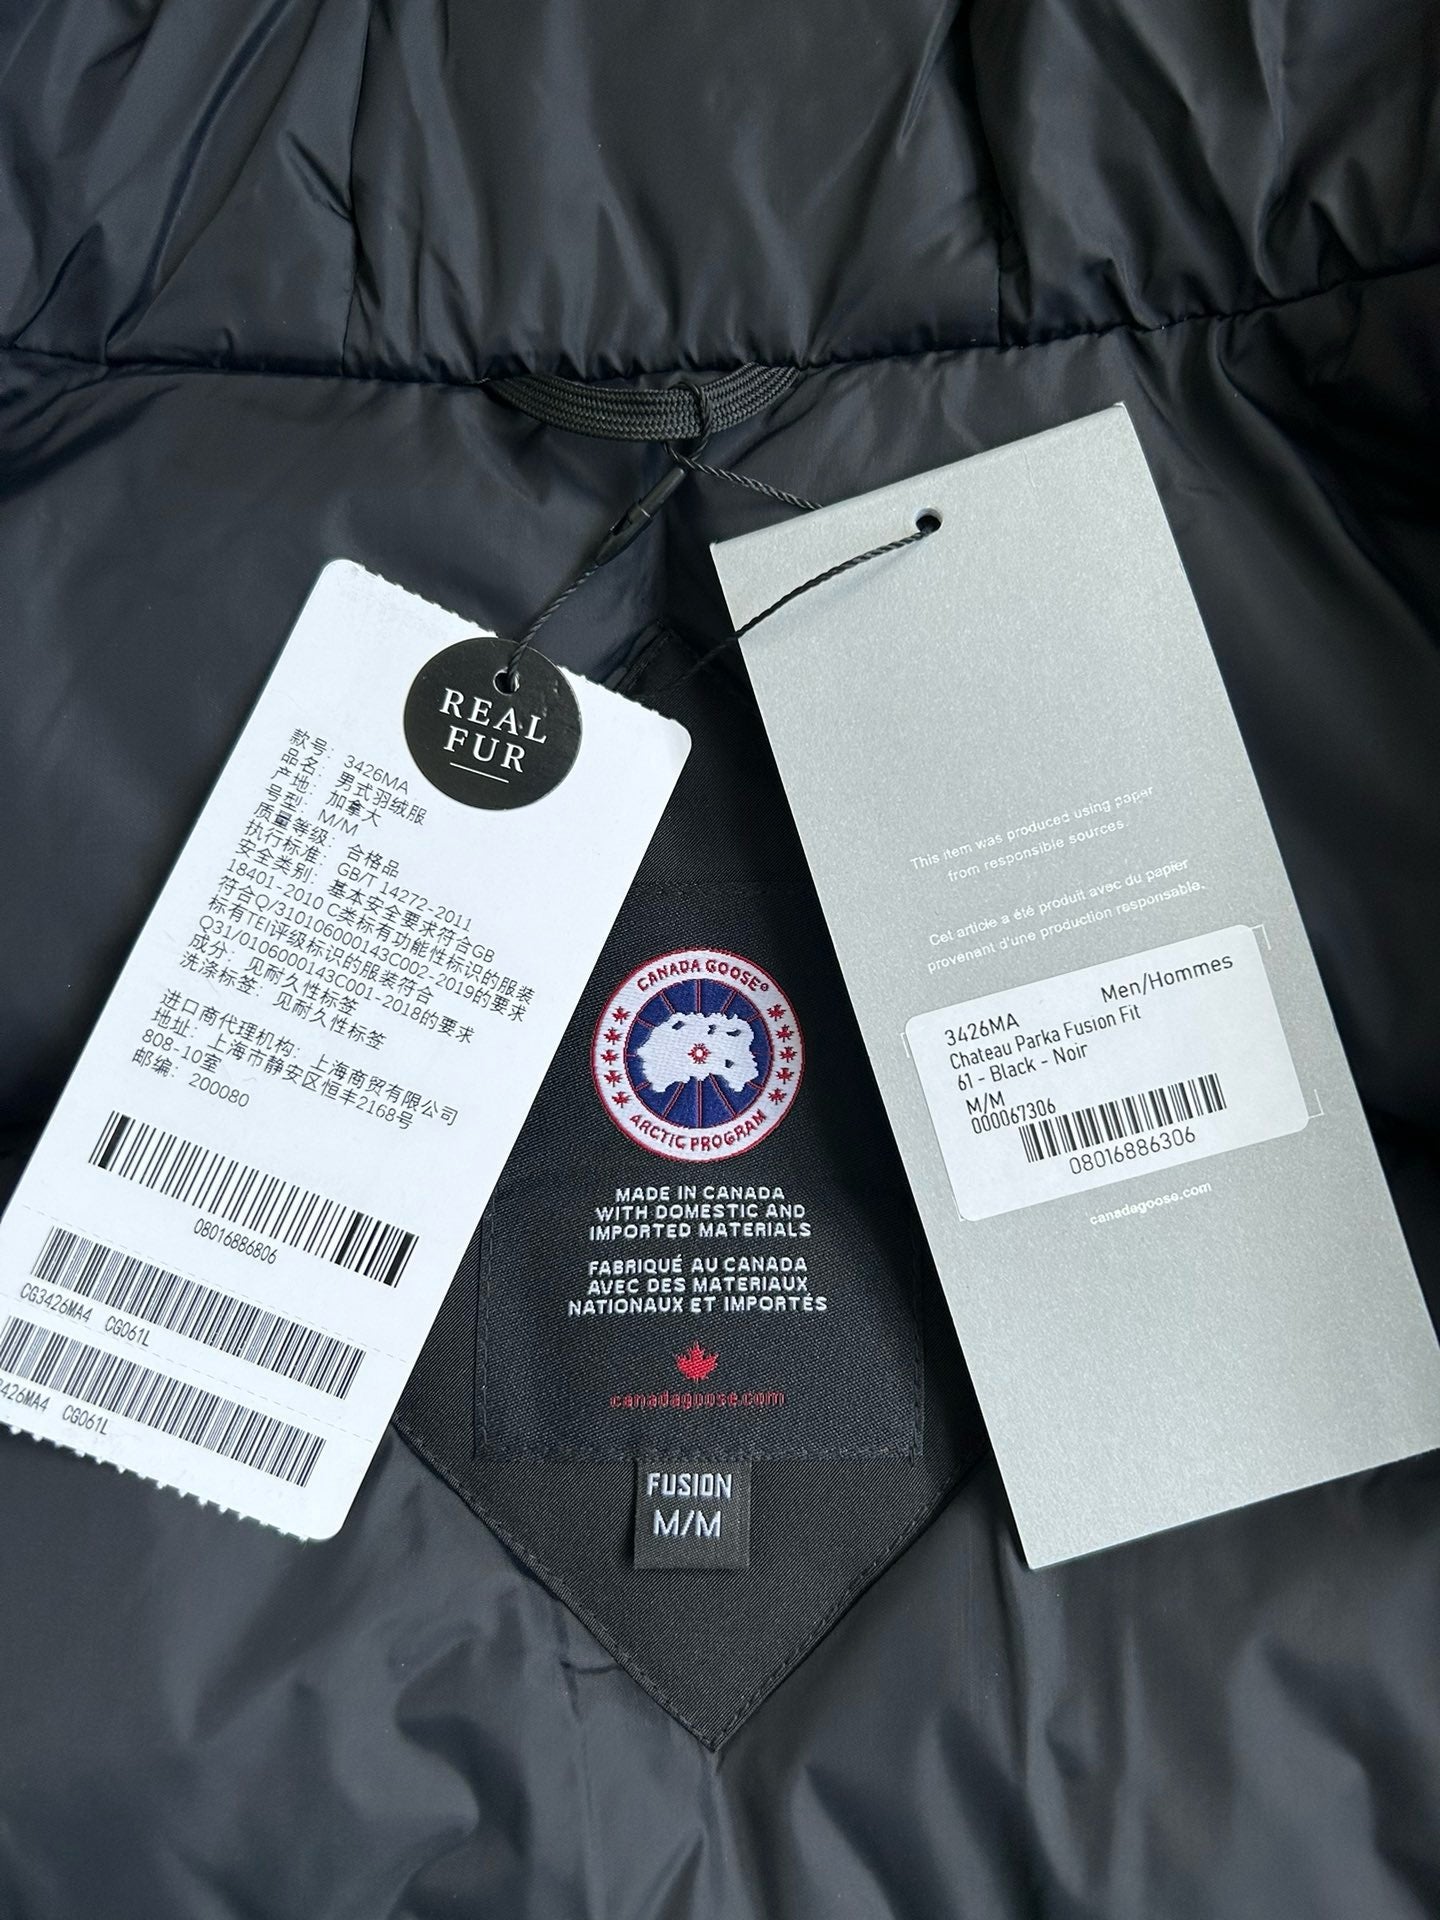 REAL
FUR
款号: 3426MA
品名: 男式羽绒服
产地: 加拿大
号型: M/M
质量等级: 合格品
执行标准: GB/T 14272-2011
安全类别: 基本安全要求符合GB
18401-2010 C类标有功能性标识的服装
符合Q/310106000143C002-2019的要求
标有TEI评级标识的服装符合
Q31/0106000143C001-2018的要求
成分: 见耐久性标签
洗涤标签: 见耐久性标签
进口商代理机构: 上海商贸有限公司
地址: 上海市静安区恒丰2168号
808-10室
邮编: 200080
08016886806
CG3426MA4 CG061L
3426MA4 CG061L
CANADA GOOSE®
ARCTIC PROGRAM
MADE IN CANADA
WITH DOMESTIC AND
IMPORTED MATERIALS
FABRIQUÉ AU CANADA
AVEC DES MATERIAUX
NATIONAUX ET IMPORTÉS
canadagoose.com
FUSION
M/M
This item was produced using paper
from responsible sources.
Cet article a été produit avec du papier
provenant d'une production responsable.
Men/Hommes
3426MA
Chateau Parka Fusion Fit
61 - Black - Noir
M/M
000067306
08016886306
canadagoose.com